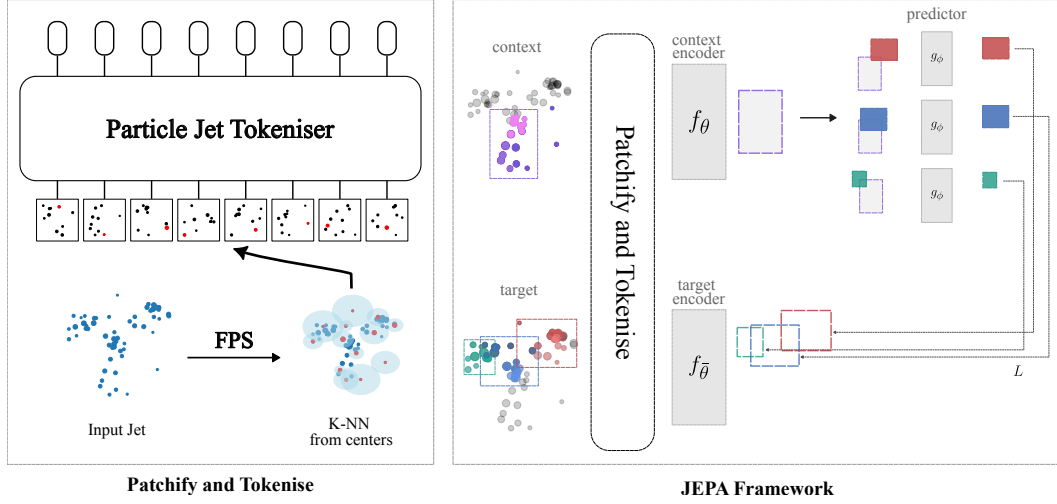 Particle Jet Tokeniser
FPS
Input Jet
K-NN
from centers
Patchify and Tokenise
context
target
Patchify and Tokenise
context
encoder
fθ
target
encoder
fθ̄
predictor
gϕ
gϕ
gϕ
L
JEPA Framework